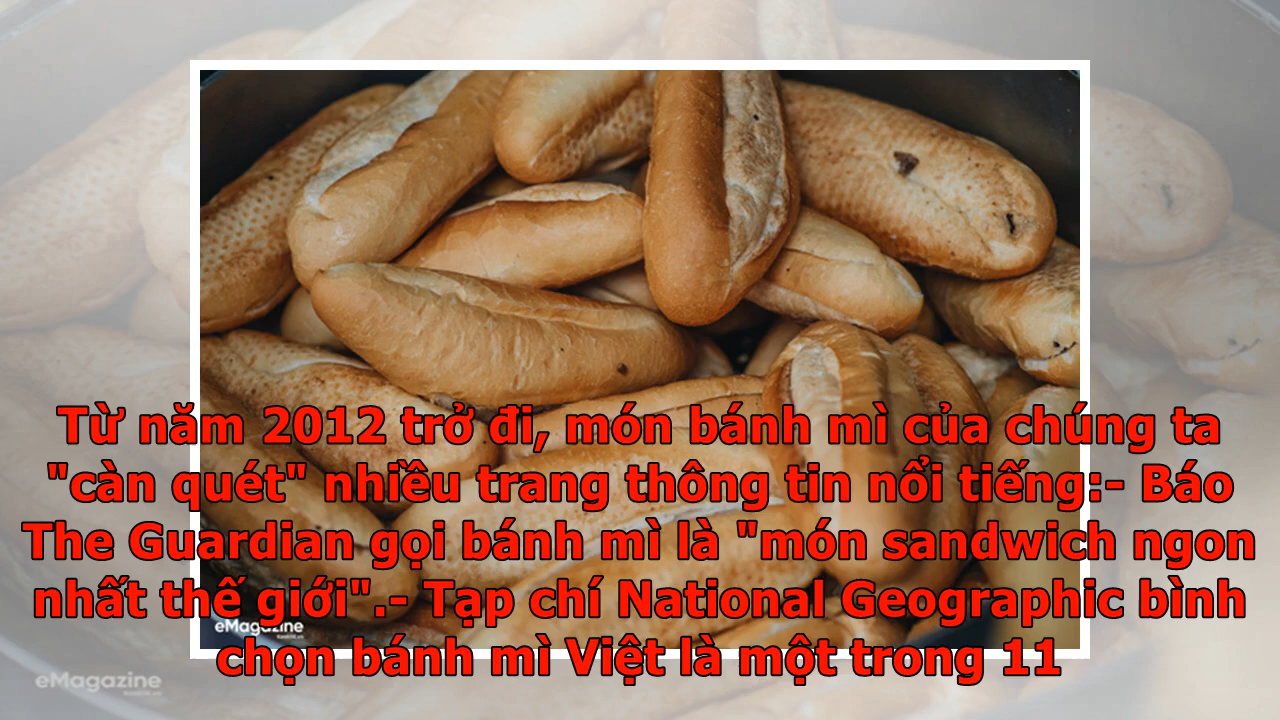 Từ năm 2012 trở đi, món bánh mì của chúng ta
"càn quét" nhiều trang thông tin nổi tiếng:- Báo
The Guardian gọi bánh mì là "món sandwich ngon
nhất thế giới".- Tạp chí National Geographic bình
chọn bánh mì Việt là một trong 11
eMagazine
eMagazine